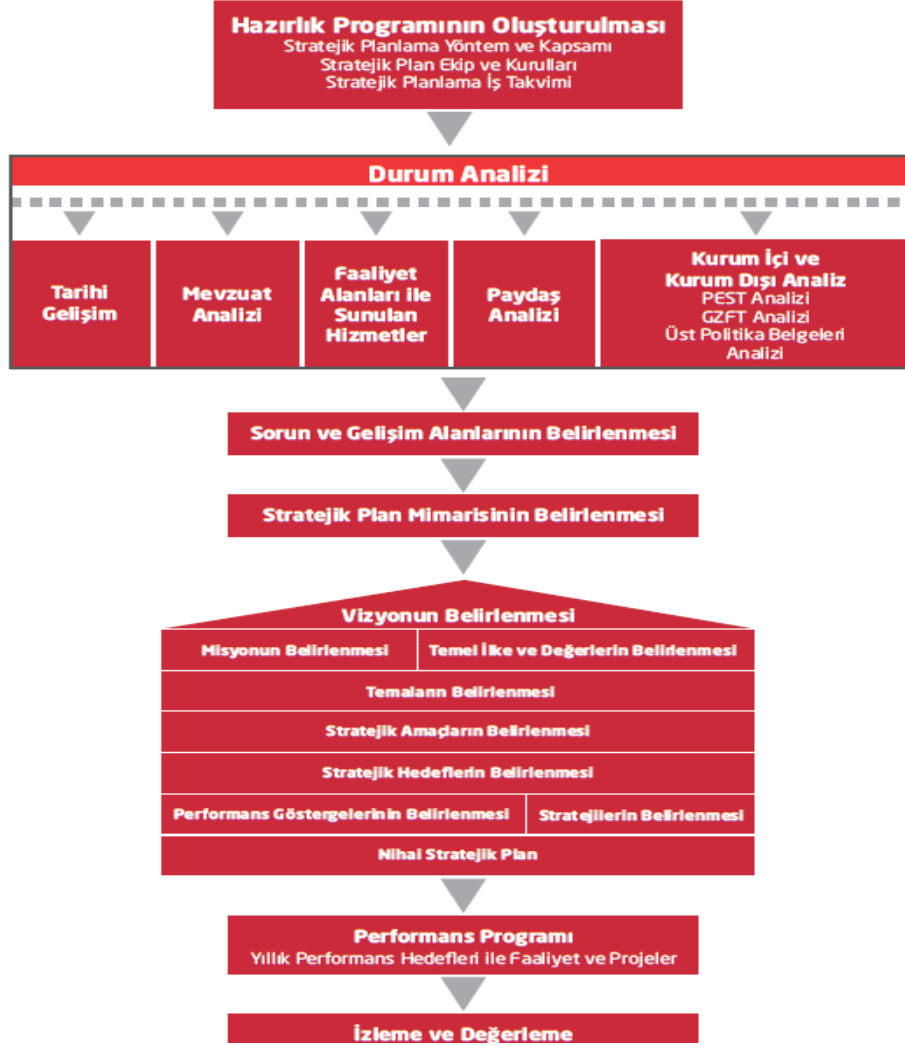 Hazırlık Programının Oluşturulması
Stratejik Planlama Yöntem ve Kapsamı
Stratejik Plan Ekip ve Kurulları
Stratejik Planlama İş Takvimi
Durum Analizi
Tarihi
Gelişim
Mevzuat
Analizi
Faaliyet
Alanları ile
Sunulan
Hizmetler
Paydaş
Analizi
Kurum İçi ve
Kurum Dışı Analiz
PEST Analizi
GZFT Analizi
Üst Politika Belgeleri
Analizi
Sorun ve Gelişim Alanlarının Belirlenmesi
Stratejik Plan Mimarisinin Belirlenmesi
Vizyonun Belirlenmesi
Misyonun Belirlenmesi
Temel İlke ve Değerlerin Belirlenmesi
Temaların Belirlenmesi
Stratejik Amaçların Belirlenmesi
Stratejik Hedeflerin Belirlenmesi
Performans Göstergelerinin Belirlenmesi
Stratejilerin Belirlenmesi
Nihai Stratejik Plan
Performans Programı
Yıllık Performans Hedefleri ile Faaliyet ve Projeler
İzleme ve Değerleme